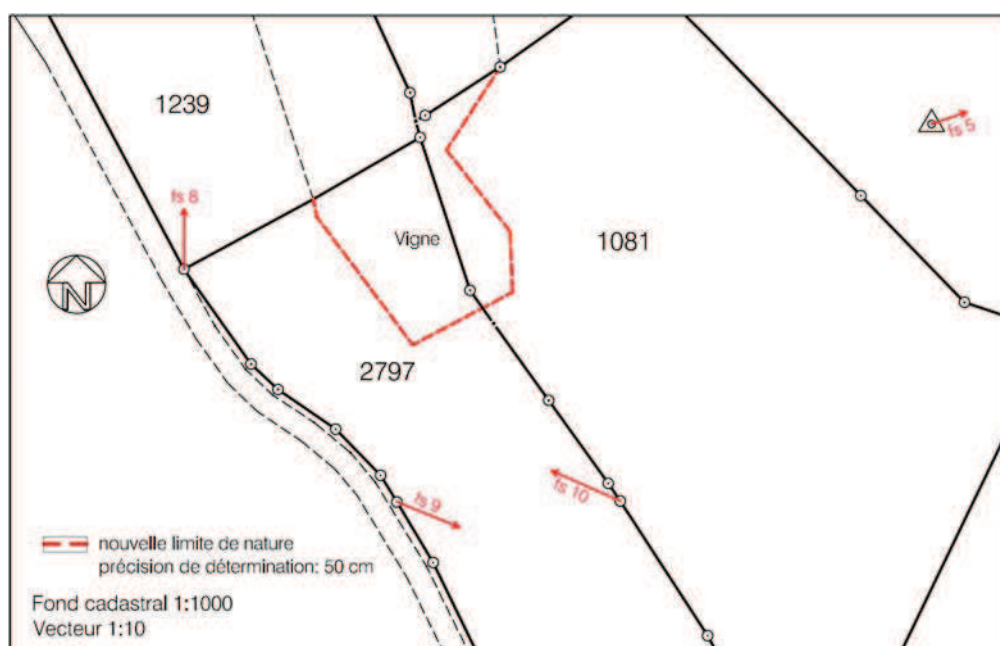 1239
fs 5
fs 8
Vigne
1081
N
2797
fs 10
fs 9
nouvelle limite de nature
précision de détermination: 50 cm
Fond cadastral 1:1000
Vecteur 1:10